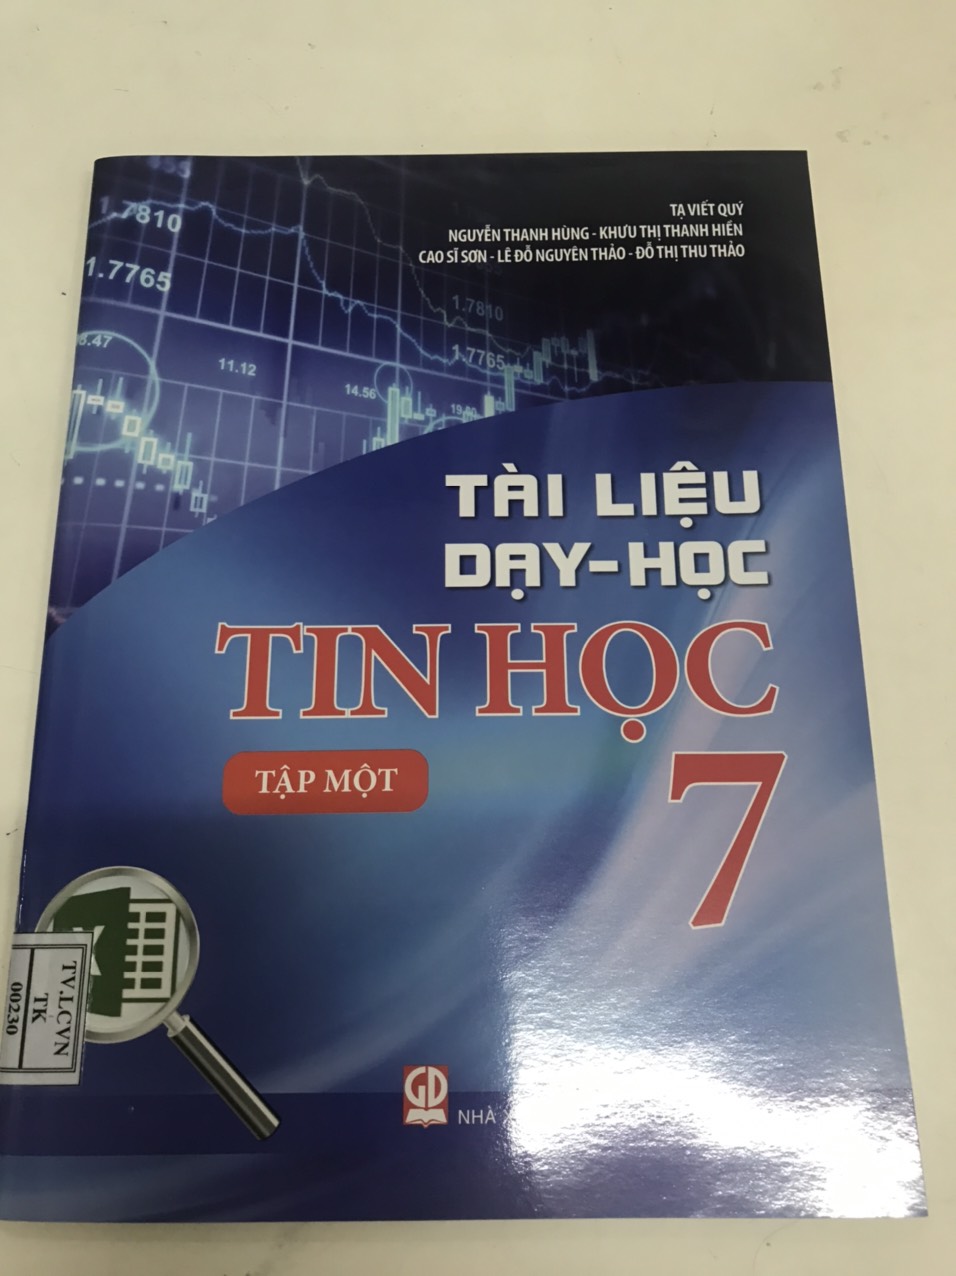 1.7810
1.7765
8.47
11.12
1.7810
1.7765
14.56
TẠ VIẾT QUÝ
NGUYỄN THANH HÙNG - KHƯU THỊ THANH HIỀN
CAO SĨ SƠN - LÊ ĐỖ NGUYÊN THẢO - ĐỖ THỊ THU THẢO
TÀI LIỆU
DẠY-HỌC
TIN HỌC
7
TẬP MỘT
TV.LCVN
TK
00230
GD
NHÀ